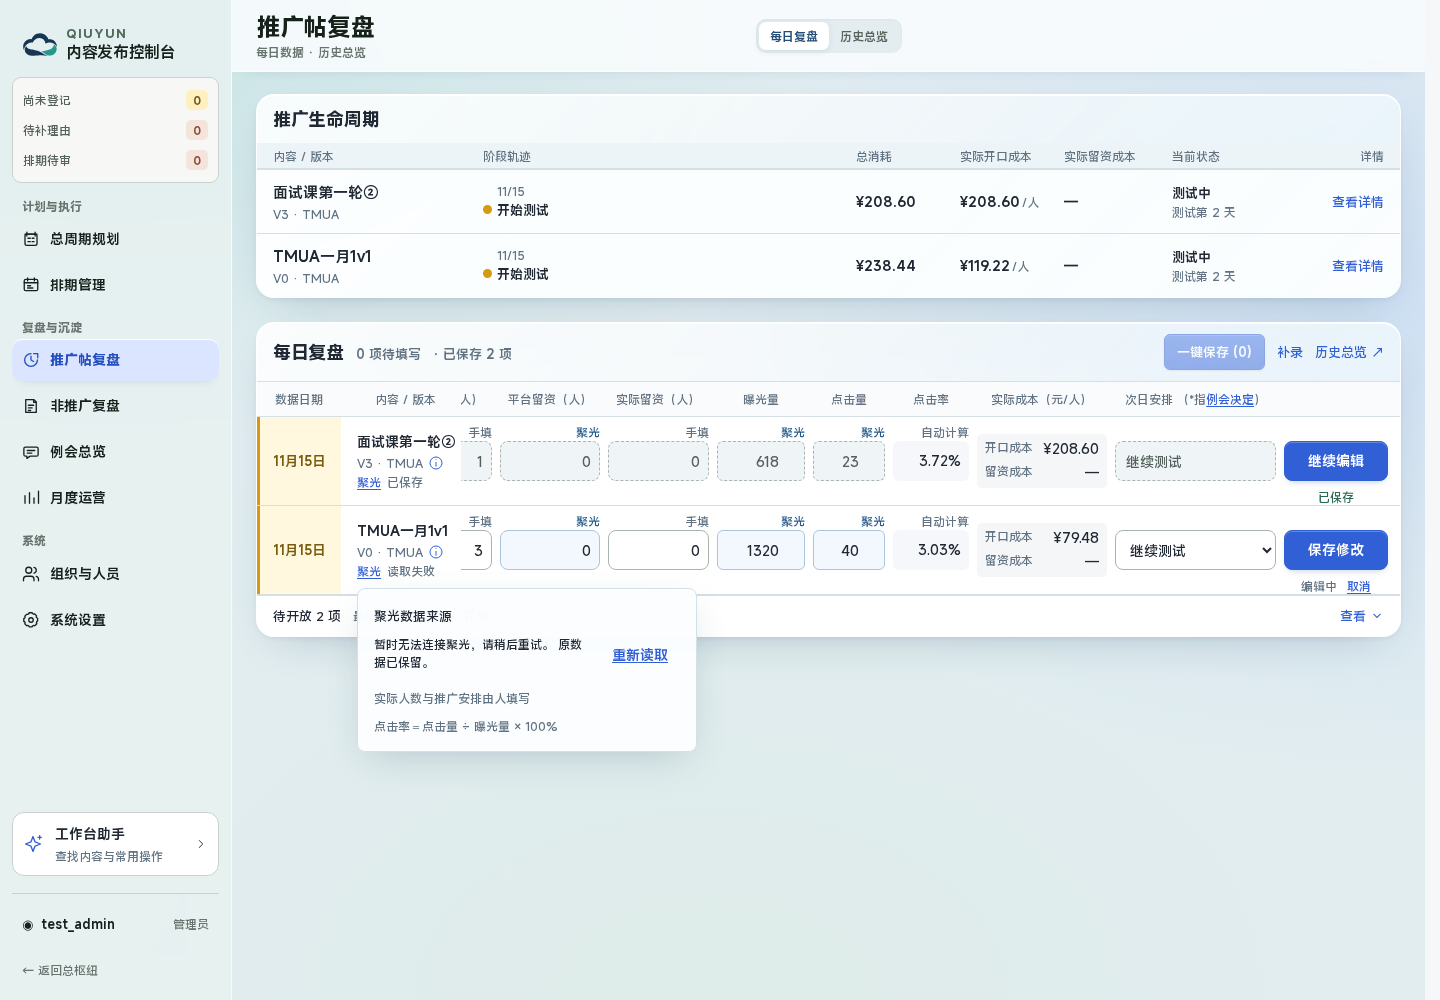 QIUYUN
内容发布控制台
尚未登记 0
待补理由 0
排期待审 0
计划与执行
总周期规划
排期管理
复盘与沉淀
推广帖复盘
非推广复盘
例会总览
月度运营
系统
组织与人员
系统设置
工作台助手
查找内容与常用操作
test_admin 管理员
← 返回总枢纽
推广帖复盘
每日数据 · 历史总览
每日复盘 历史总览
推广生命周期
内容 / 版本 阶段轨迹 总消耗 实际开口成本 实际留资成本 当前状态 详情
面试课第一轮② 11/15 测试中
V3 · TMUA 开始测试 ¥208.60 ¥208.60 /人 — 测试第 2 天 查看详情
TMUA一月1v1 11/15 测试中
V0 · TMUA 开始测试 ¥238.44 ¥119.22 /人 — 测试第 2 天 查看详情
每日复盘 0 项待填写 · 已保存 2 项 一键保存 (0) 补录 历史总览 ↗
数据日期 内容 / 版本 人） 平台留资（人） 实际留资（人） 曝光量 点击量 点击率 实际成本（元/人） 次日安排 （*指例会决定）
手填 聚光 手填 聚光 聚光 自动计算
11月15日 面试课第一轮② 1 0 0 618 23 3.72% 开口成本 ¥208.60 继续测试 继续编辑
V3 · TMUA 留资成本 —
聚光 已保存 已保存
手填 聚光 手填 聚光 聚光 自动计算
11月15日 TMUA一月1v1 3 0 0 1320 40 3.03% 开口成本 ¥79.48 继续测试 保存修改
V0 · TMUA 留资成本 —
聚光 读取失败 编辑中 取消
待开放 2 项 查看
聚光数据来源
暂时无法连接聚光，请稍后重试。 原数
据已保留。
重新读取
实际人数与推广安排由人填写
点击率＝点击量 ÷ 曝光量 × 100%